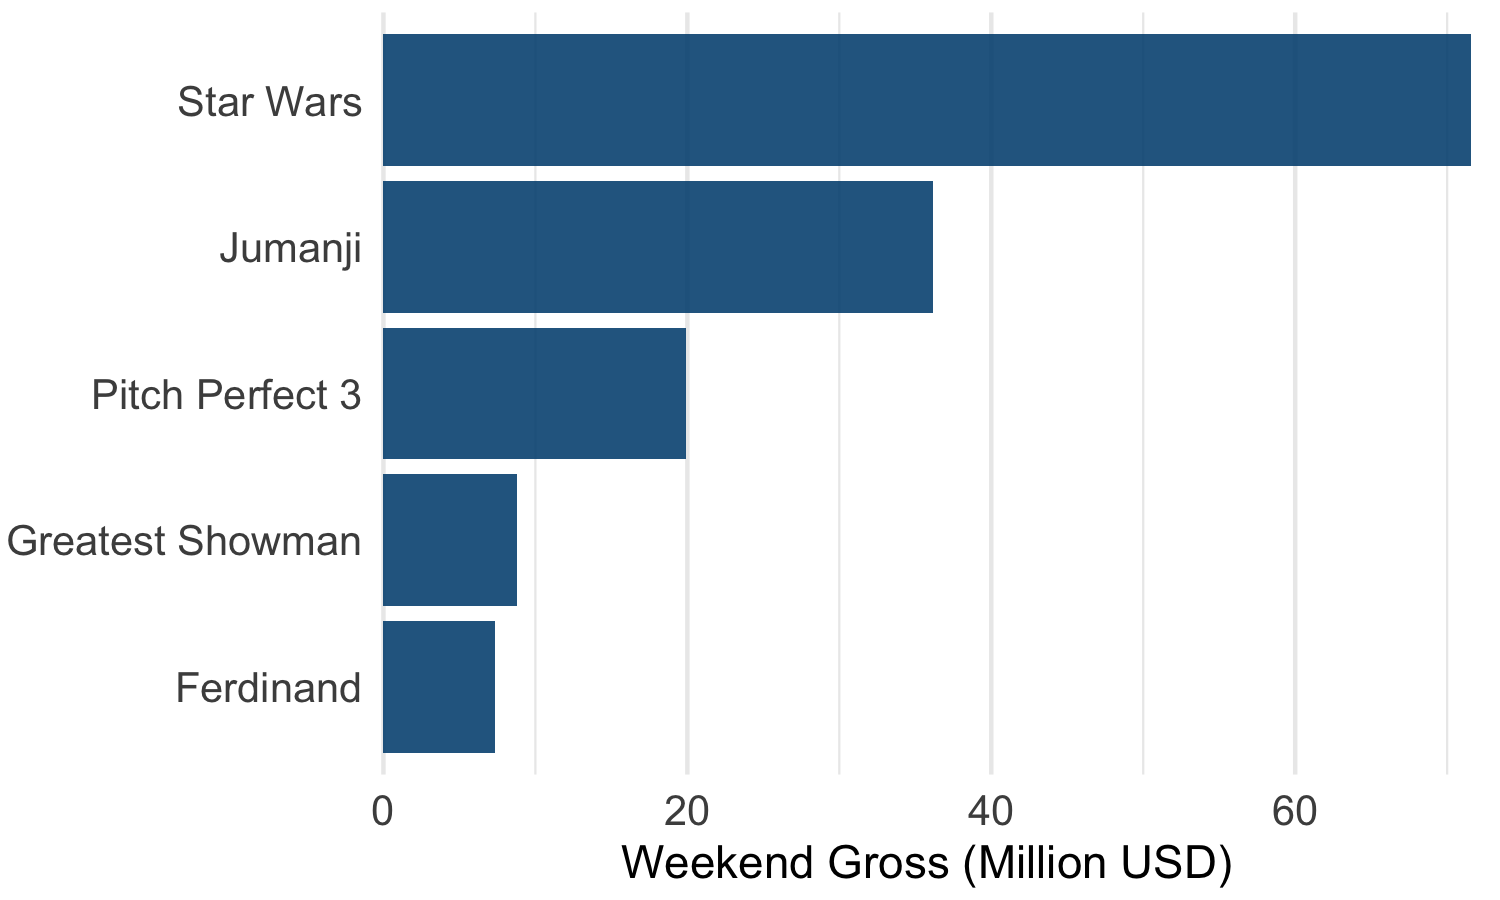 Star Wars
Jumanji
Pitch Perfect 3
Greatest Showman
Ferdinand
0 20 40 60
Weekend Gross (Million USD)